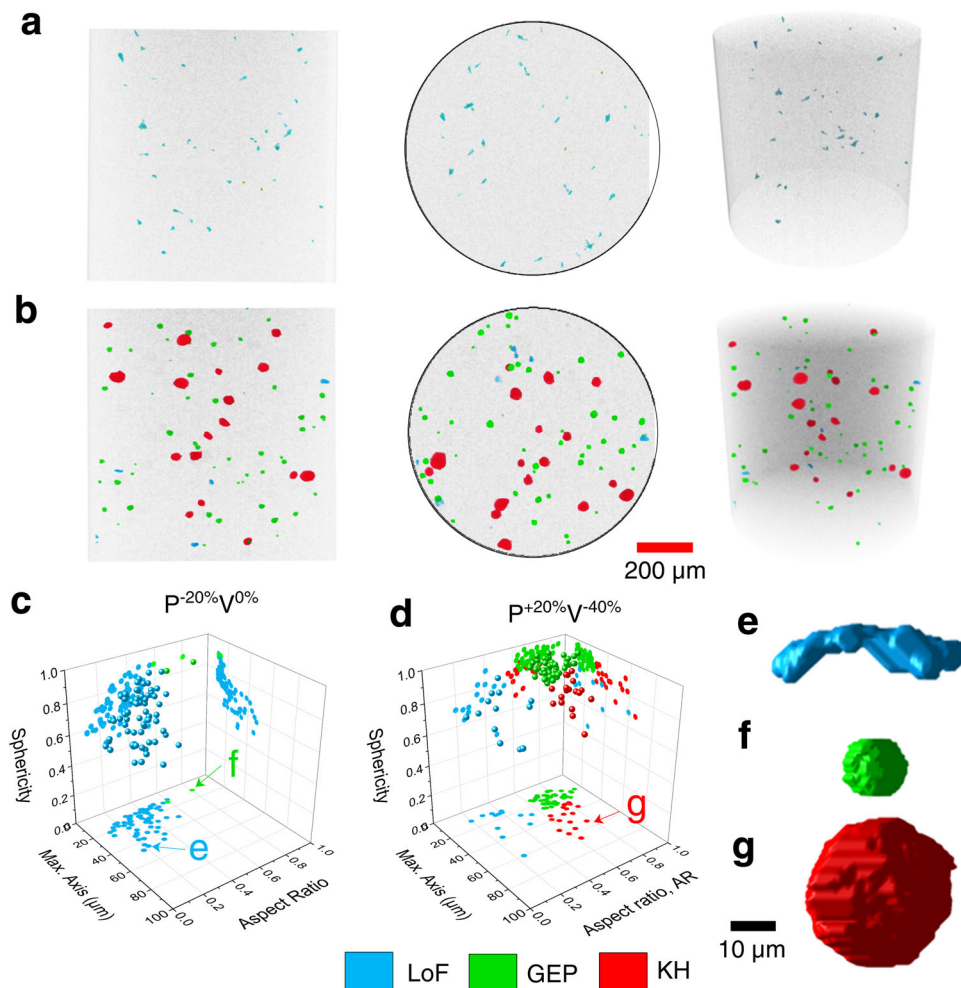 a
b
200 µm
c
P-20%V0%
d
P+20%V-40%
Sphericity
1.0
0.8
0.6
0.4
0.2
0.0
0
20
40
60
80
100
Max. Axis (µm)
0.0
0.2
0.4
0.6
0.8
1.0
Aspect Ratio
f
e
Sphericity
1.0
0.8
0.6
0.4
0.2
0.0
0
20
40
60
80
100
Max. Axis (µm)
0.0
0.2
0.4
0.6
0.8
1.0
Aspect ratio, AR
g
e
f
g
10 µm
LoF
GEP
KH